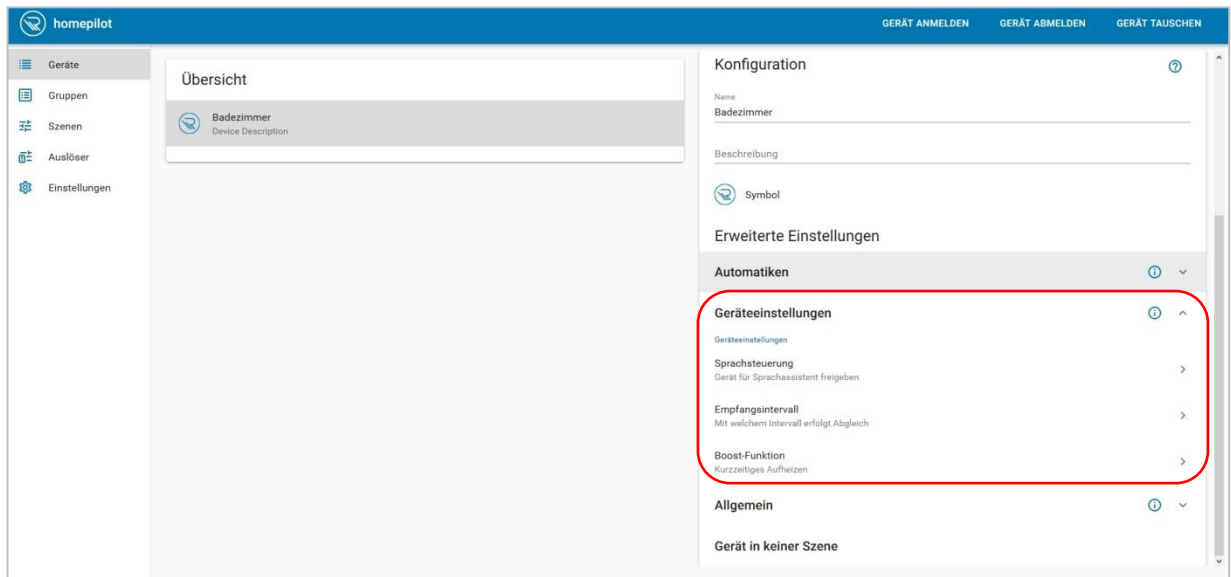 homepilot
GERÄT ANMELDEN GERÄT ABMELDEN GERÄT TAUSCHEN
Geräte
Gruppen
Szenen
Auslöser
Einstellungen
Übersicht
Badezimmer
Device Description
Konfiguration
Name
Badezimmer
Beschreibung
Symbol
Erweiterte Einstellungen
Automatiken
Geräteeinstellungen
Geräteeinstellungen
Sprachsteuerung
Gerät für Sprachassistent freigeben
Empfangsintervall
Mit welchem Intervall erfolgt Abgleich
Boost-Funktion
Kurzzeitiges Aufheizen
Allgemein
Gerät in keiner Szene